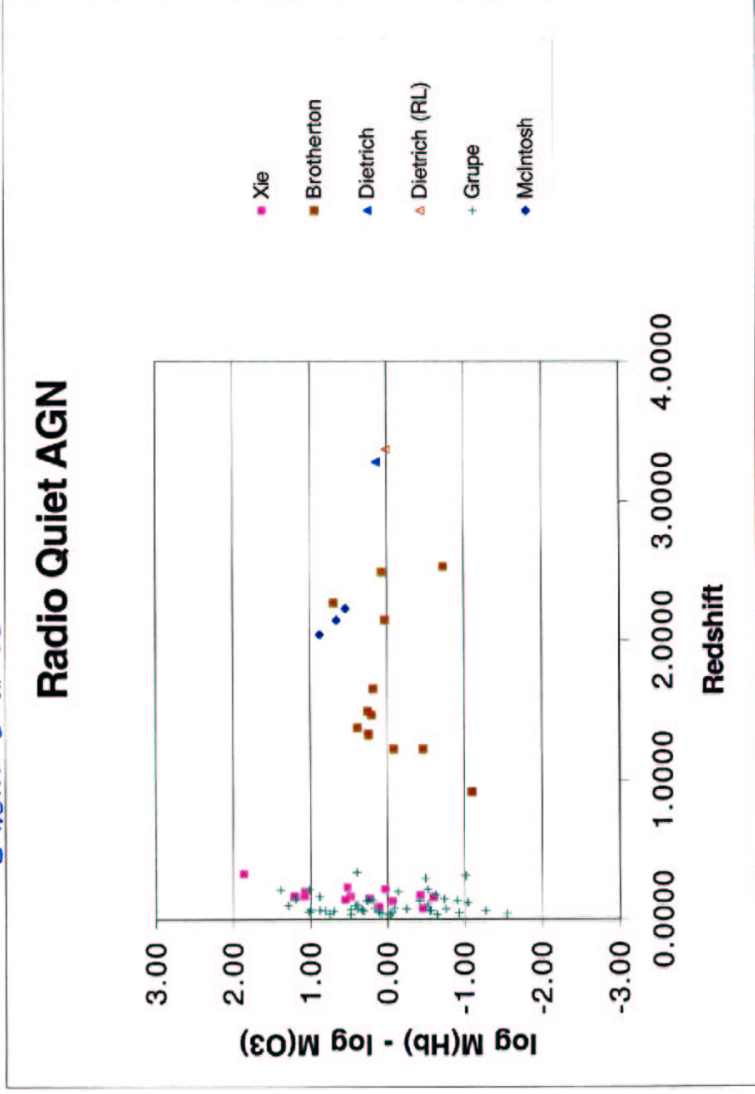 Radio Quiet AGN
log M(Hb) - log M(O3)
3.00
2.00
1.00
0.00
-1.00
-2.00
-3.00
0.0000
1.0000
2.0000
3.0000
4.0000
Redshift
Xie
Brotherton
Dietrich
Dietrich (RL)
Grupe
McIntosh